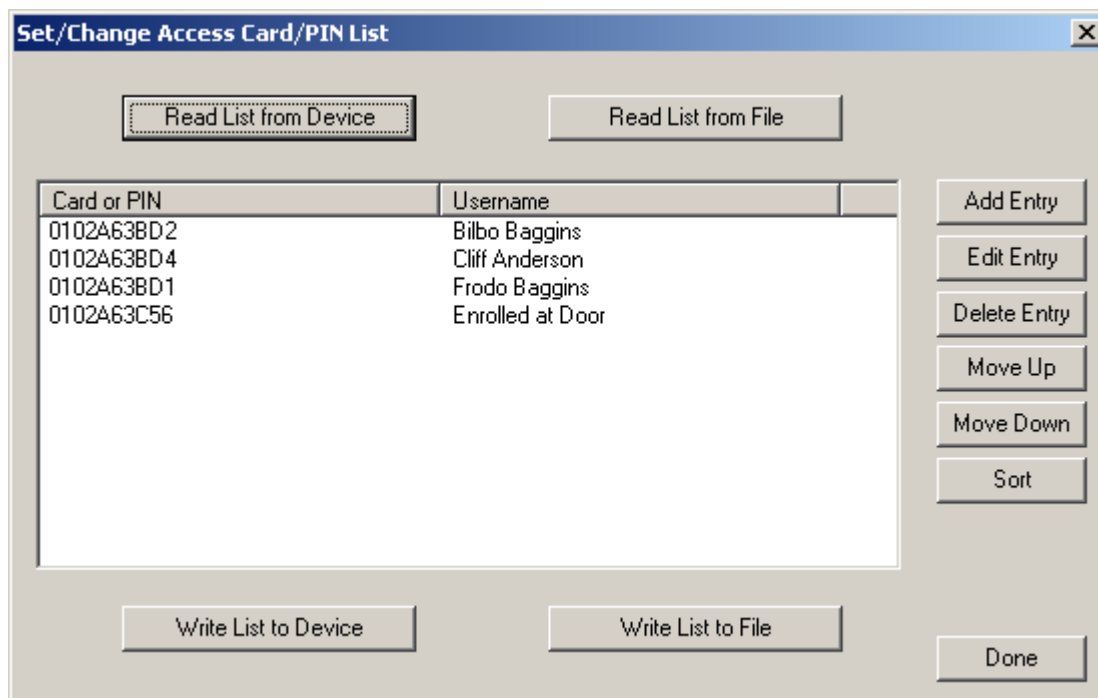 Set/Change Access Card/PIN List
Read List from Device
Read List from File
Card or PIN Username
0102A63BD2 Bilbo Baggins
0102A63BD4 Cliff Anderson
0102A63BD1 Frodo Baggins
0102A63C56 Enrolled at Door
Add Entry
Edit Entry
Delete Entry
Move Up
Move Down
Sort
Write List to Device
Write List to File
Done